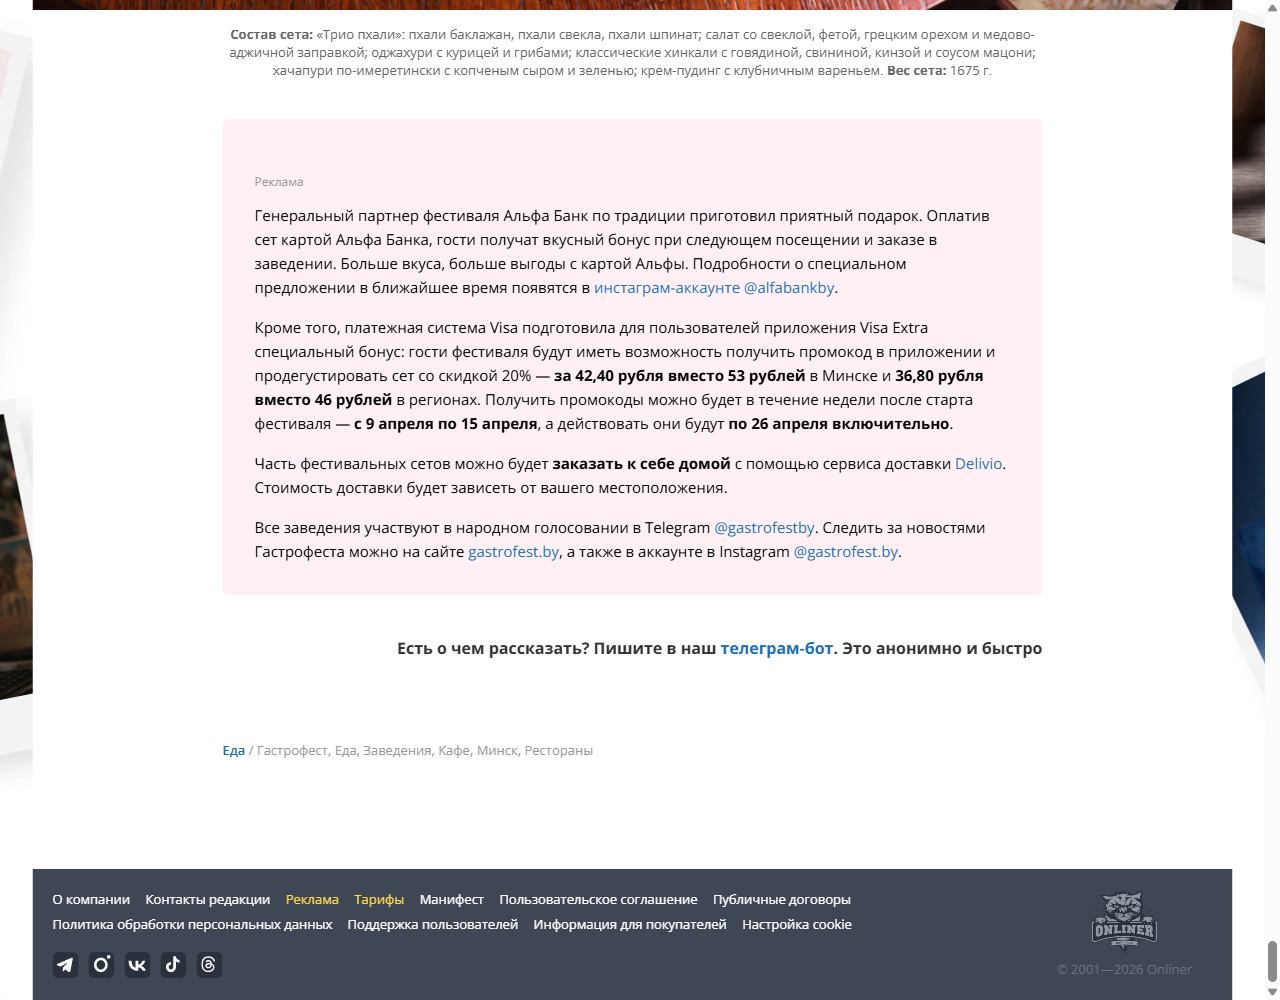 Состав сета: «Трио пхали»: пхали баклажан, пхали свекла, пхали шпинат; салат со свеклой, фетой, грецким орехом и медово-
аджичной заправкой; оджахури с курицей и грибами; классические хинкали с говядиной, свининой, кинзой и соусом мацони;
хачапури по-имеретински с копченым сыром и зеленью; крем-пудинг с клубничным вареньем. Вес сета: 1675 г.
Реклама
Генеральный партнер фестиваля Альфа Банк по традиции приготовил приятный подарок. Оплатив
сет картой Альфа Банка, гости получат вкусный бонус при следующем посещении и заказе в
заведении. Больше вкуса, больше выгоды с картой Альфы. Подробности о специальном
предложении в ближайшее время появятся в инстаграм-аккаунте @alfabankby.
Кроме того, платежная система Visa подготовила для пользователей приложения Visa Extra
специальный бонус: гости фестиваля будут иметь возможность получить промокод в приложении и
продегустировать сет со скидкой 20% — за 42,40 рубля вместо 53 рублей в Минске и 36,80 рубля
вместо 46 рублей в регионах. Получить промокоды можно будет в течение недели после старта
фестиваля — с 9 апреля по 15 апреля, а действовать они будут по 26 апреля включительно.
Часть фестивальных сетов можно будет заказать к себе домой с помощью сервиса доставки Delivio.
Стоимость доставки будет зависеть от вашего местоположения.
Все заведения участвуют в народном голосовании в Telegram @gastrofestby. Следить за новостями
Гастрофеста можно на сайте gastrofest.by, а также в аккаунте в Instagram @gastrofest.by.
Есть о чем рассказать? Пишите в наш телеграм-бот. Это анонимно и быстро
Еда / Гастрофест, Еда, Заведения, Кафе, Минск, Рестораны
О компании Контакты редакции Реклама Тарифы Манифест Пользовательское соглашение Публичные договоры
Политика обработки персональных данных Поддержка пользователей Информация для покупателей Настройка cookie
ONLINER
© 2001—2026 Onlíner